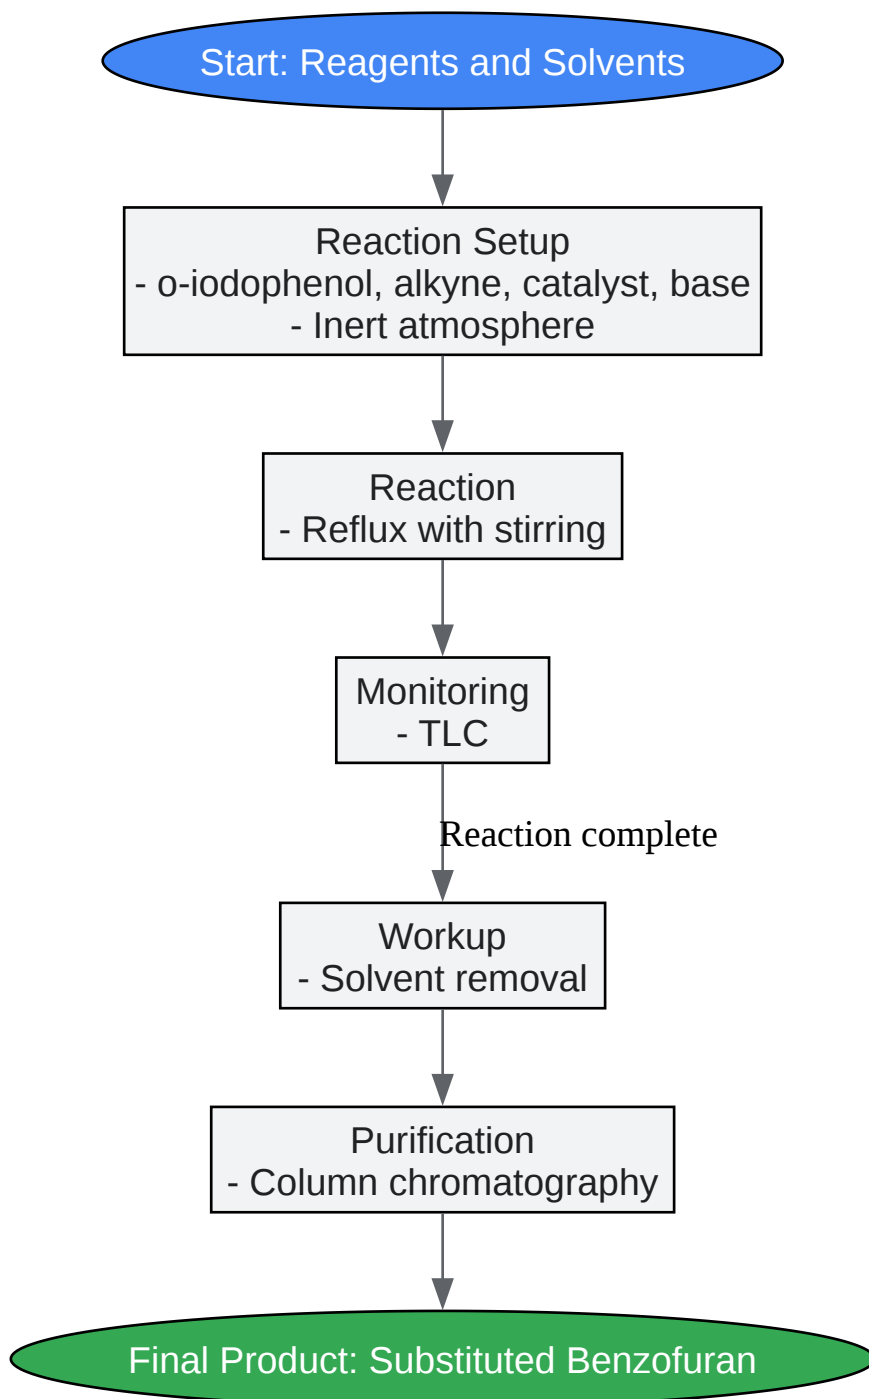 Start: Reagents and Solvents
Reaction Setup
- o-iodophenol, alkyne, catalyst, base
- Inert atmosphere
Reaction
- Reflux with stirring
Monitoring
- TLC
Reaction complete
Workup
- Solvent removal
Purification
- Column chromatography
Final Product: Substituted Benzofuran